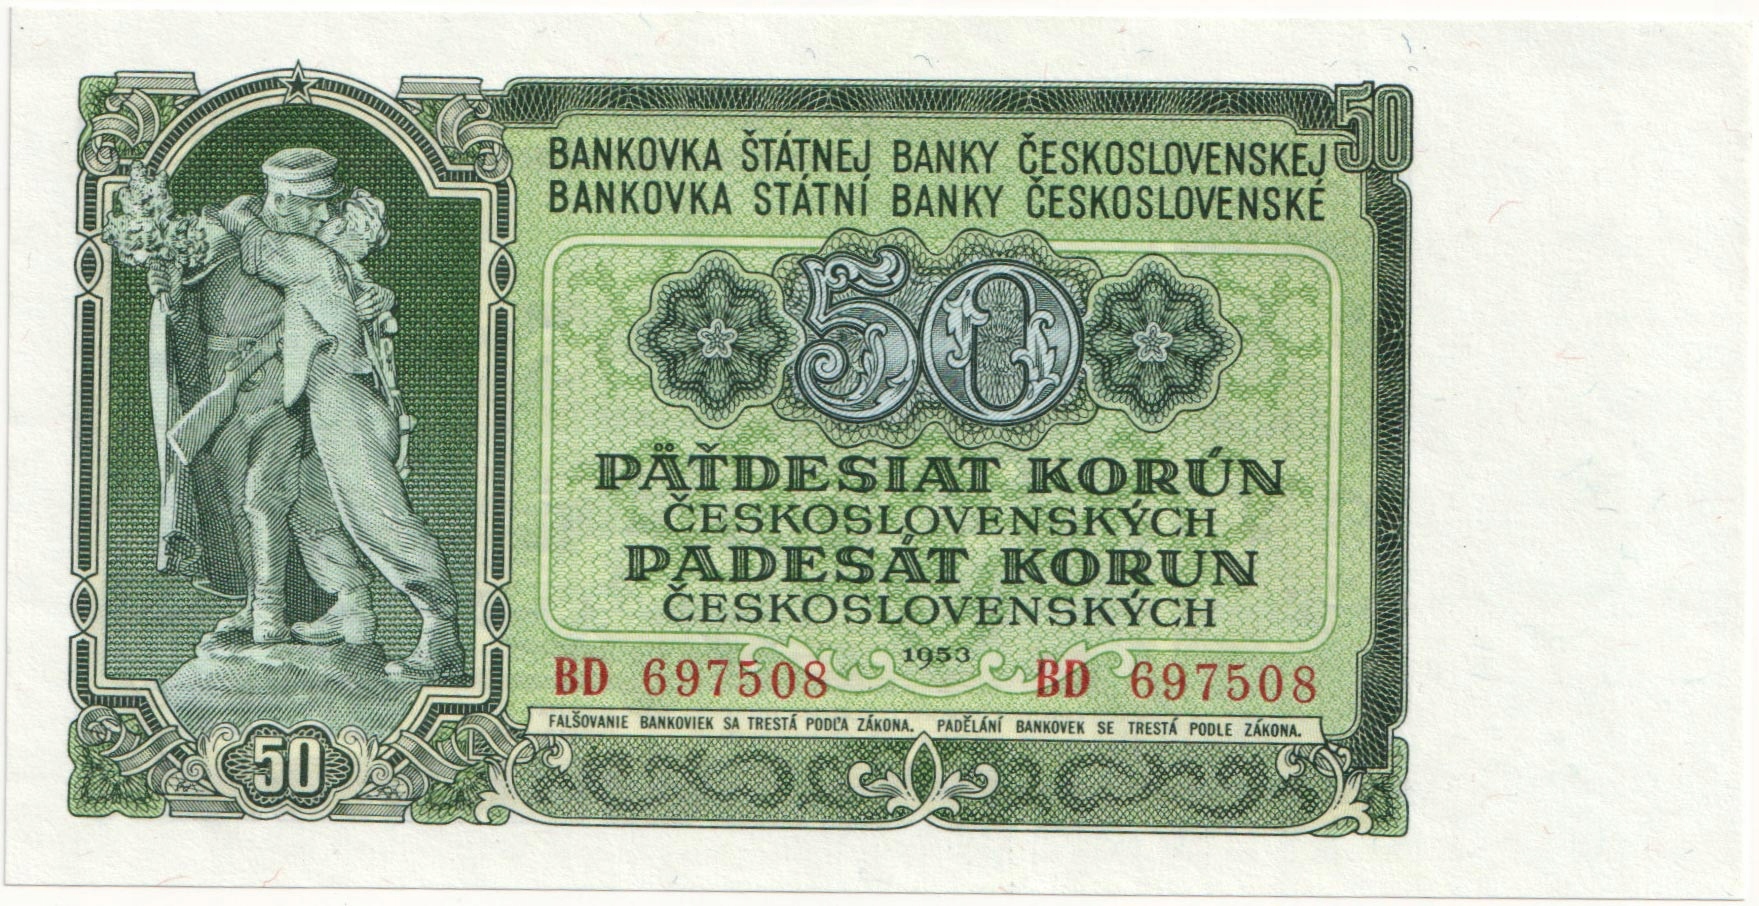 50
BANKOVKA ŠTÁTNEJ BANKY ČESKOSLOVENSKEJ
BANKOVKA STÁTNÍ BANKY ČESKOSLOVENSKÉ
50
PÄŤDESIAT KORÚN
ČESKOSLOVENSKÝCH
PADESÁT KORUN
ČESKOSLOVENSKÝCH
1953
BD 697508 BD 697508
FALŠOVANIE BANKOVIEK SA TRESTÁ PODĽA ZÁKONA. PADĚLÁNÍ BANKOVEK SE TRESTÁ PODLE ZÁKONA.
50